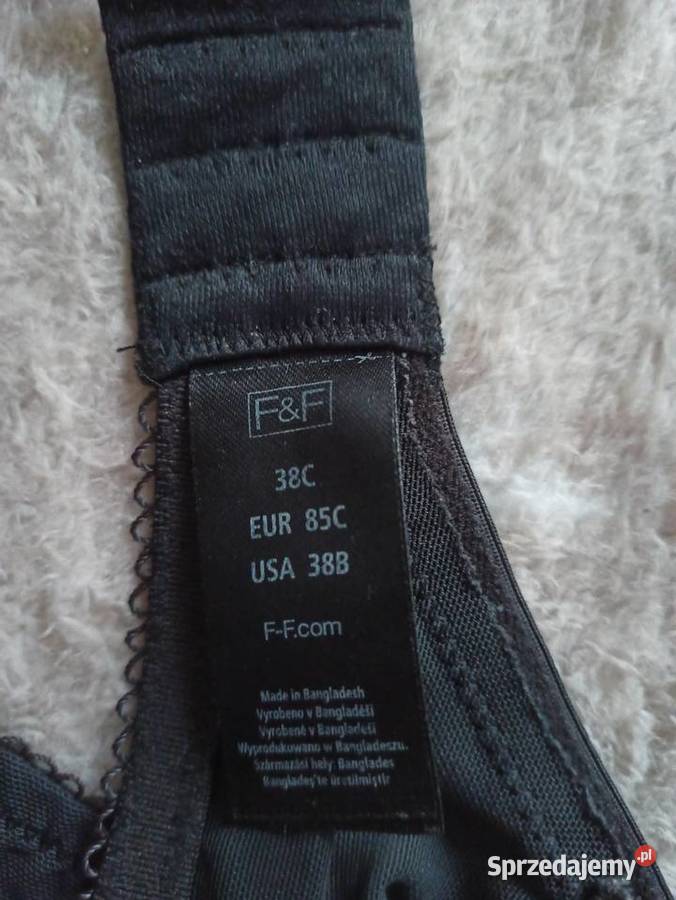 F&F
38C
EUR 85C
USA 38B
F-F.com
Made in Bangladesh
Vyrobeno v Bangladéši
Vyrobené v Bangladéši
Wyprodukowano w Bangladeszu.
Származási hely: Banglades
Bangladeş'te üretilmiştir
Sprzedajemy.pl